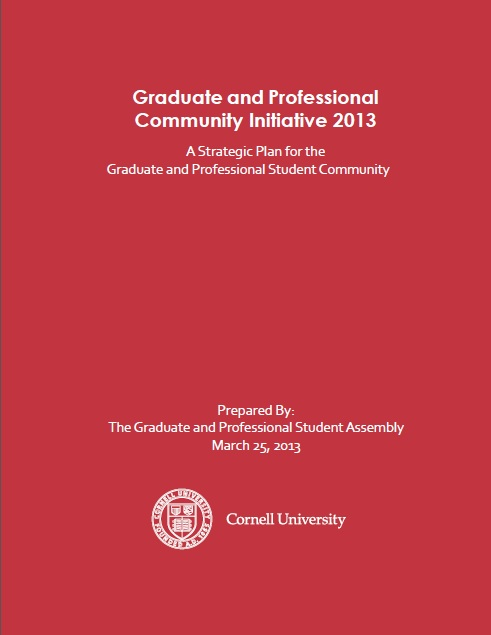 Graduate and Professional
Community Initiative 2013
A Strategic Plan for the
Graduate and Professional Student Community
Prepared By:
The Graduate and Professional Student Assembly
March 25, 2013
CORNELL UNIVERSITY
FOUNDED A.D. 1865
Cornell University